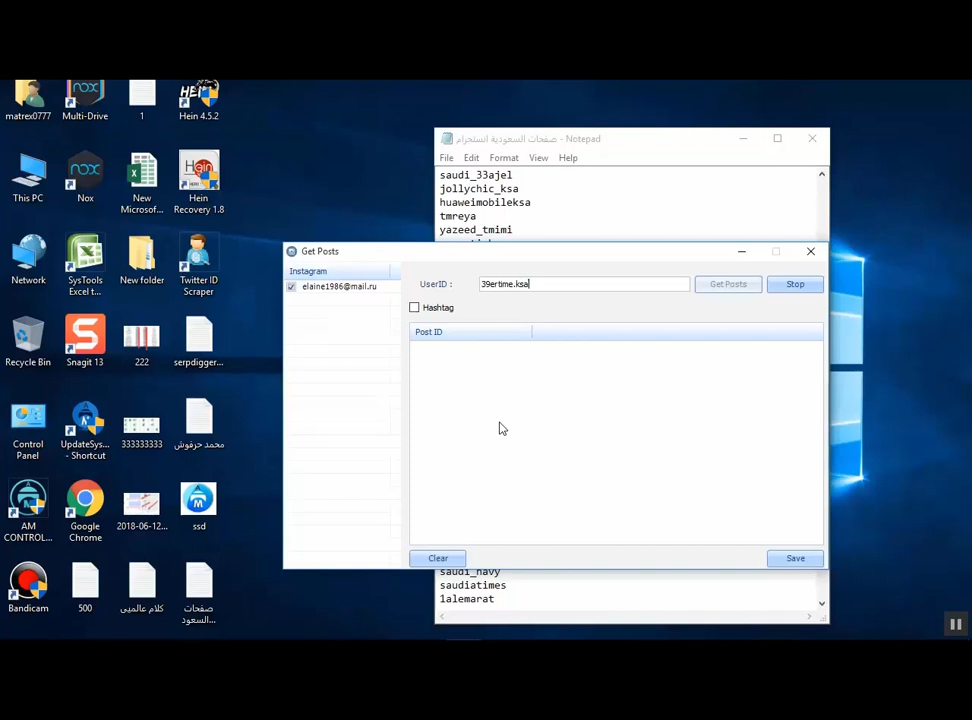 matrex0777
Multi-Drive
1
Hein 4.5.2
This PC
Nox
New
Microsof...
Hein
Recovery 1.8
Network
SysTools
Excel t...
New folder
Twitter ID
Scraper
Recycle Bin
Snagit 13
222
serpdigger...
Control
Panel
UpdateSys...
- Shortcut
333333333
محمد حرفوش
AM
CONTROL...
Google
Chrome
2018-06-12...
ssd
Bandicam
500
كلام عالميى
صفحات
السعود...
صفحات السعودية انستجرام - Notepad
File Edit Format View Help
saudi_33ajel
jollychic_ksa
huaweimobileksa
tmreya
yazeed_tmimi
Get Posts
Instagram
elaine1986@mail.ru
UserID :
39ertime.ksa
Get Posts
Stop
Hashtag
Post ID
Clear
Save
saudi_navy
saudiatimes
1alemarat